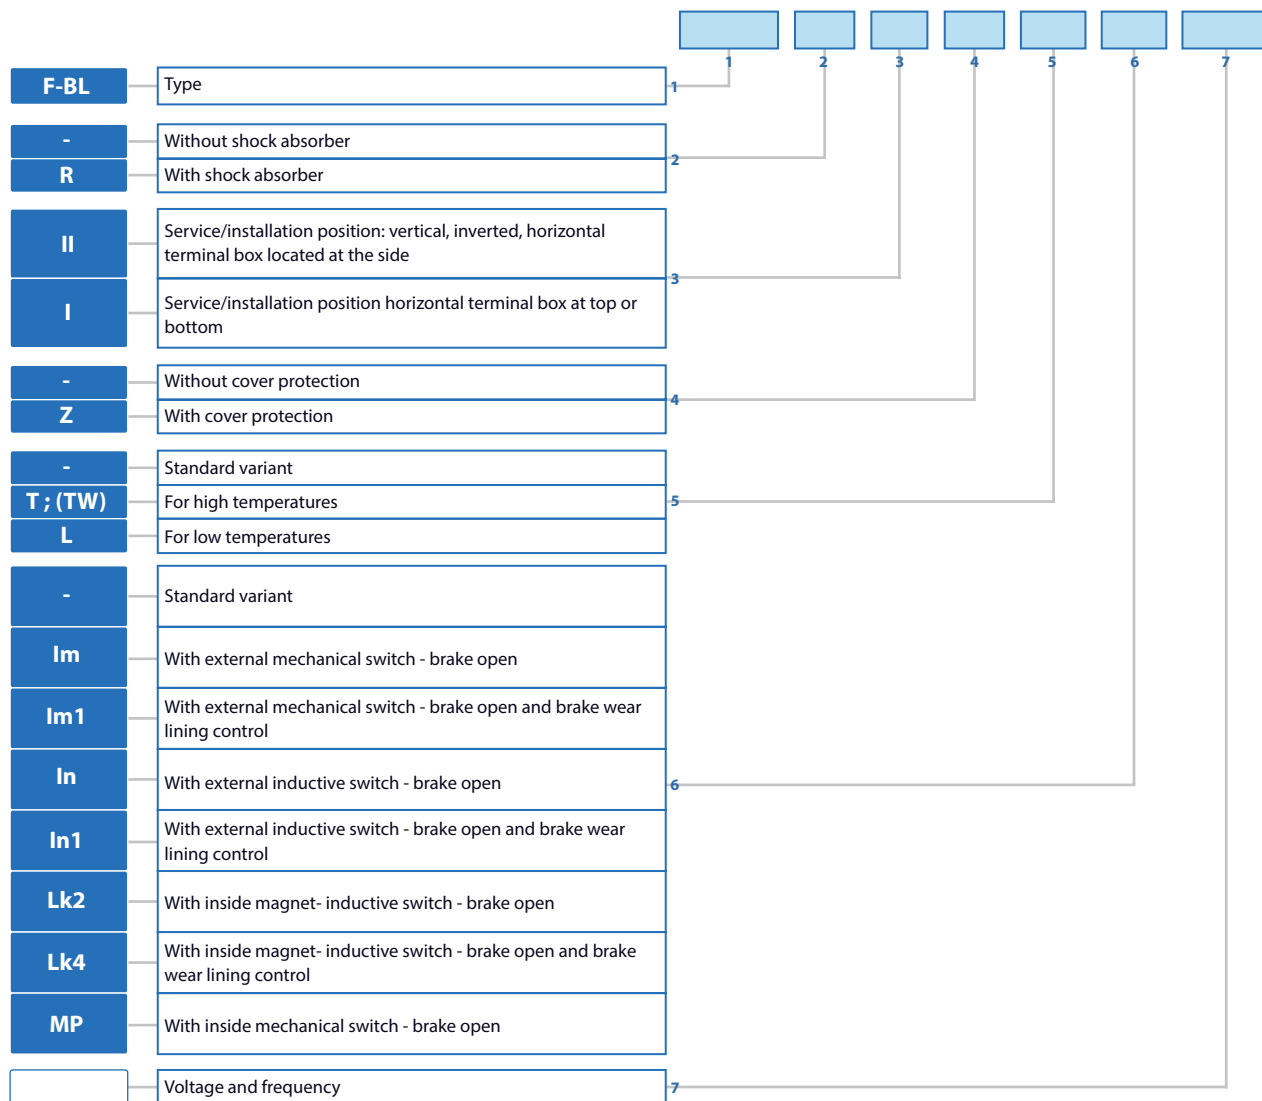 1 2 3 4 5 6 7
F-BL Type 1
- Without shock absorber
2
R With shock absorber
II Service/installation position: vertical, inverted, horizontal
terminal box located at the side
3
I Service/installation position horizontal terminal box at top or
bottom
- Without cover protection
4
Z With cover protection
- Standard variant
T ; (TW) For high temperatures 5
L For low temperatures
- Standard variant
Im With external mechanical switch - brake open
Im1 With external mechanical switch - brake open and brake wear
lining control
In With external inductive switch - brake open 6
In1 With external inductive switch - brake open and brake wear
lining control
Lk2 With inside magnet- inductive switch - brake open
Lk4 With inside magnet- inductive switch - brake open and brake
wear lining control
MP With inside mechanical switch - brake open
Voltage and frequency 7